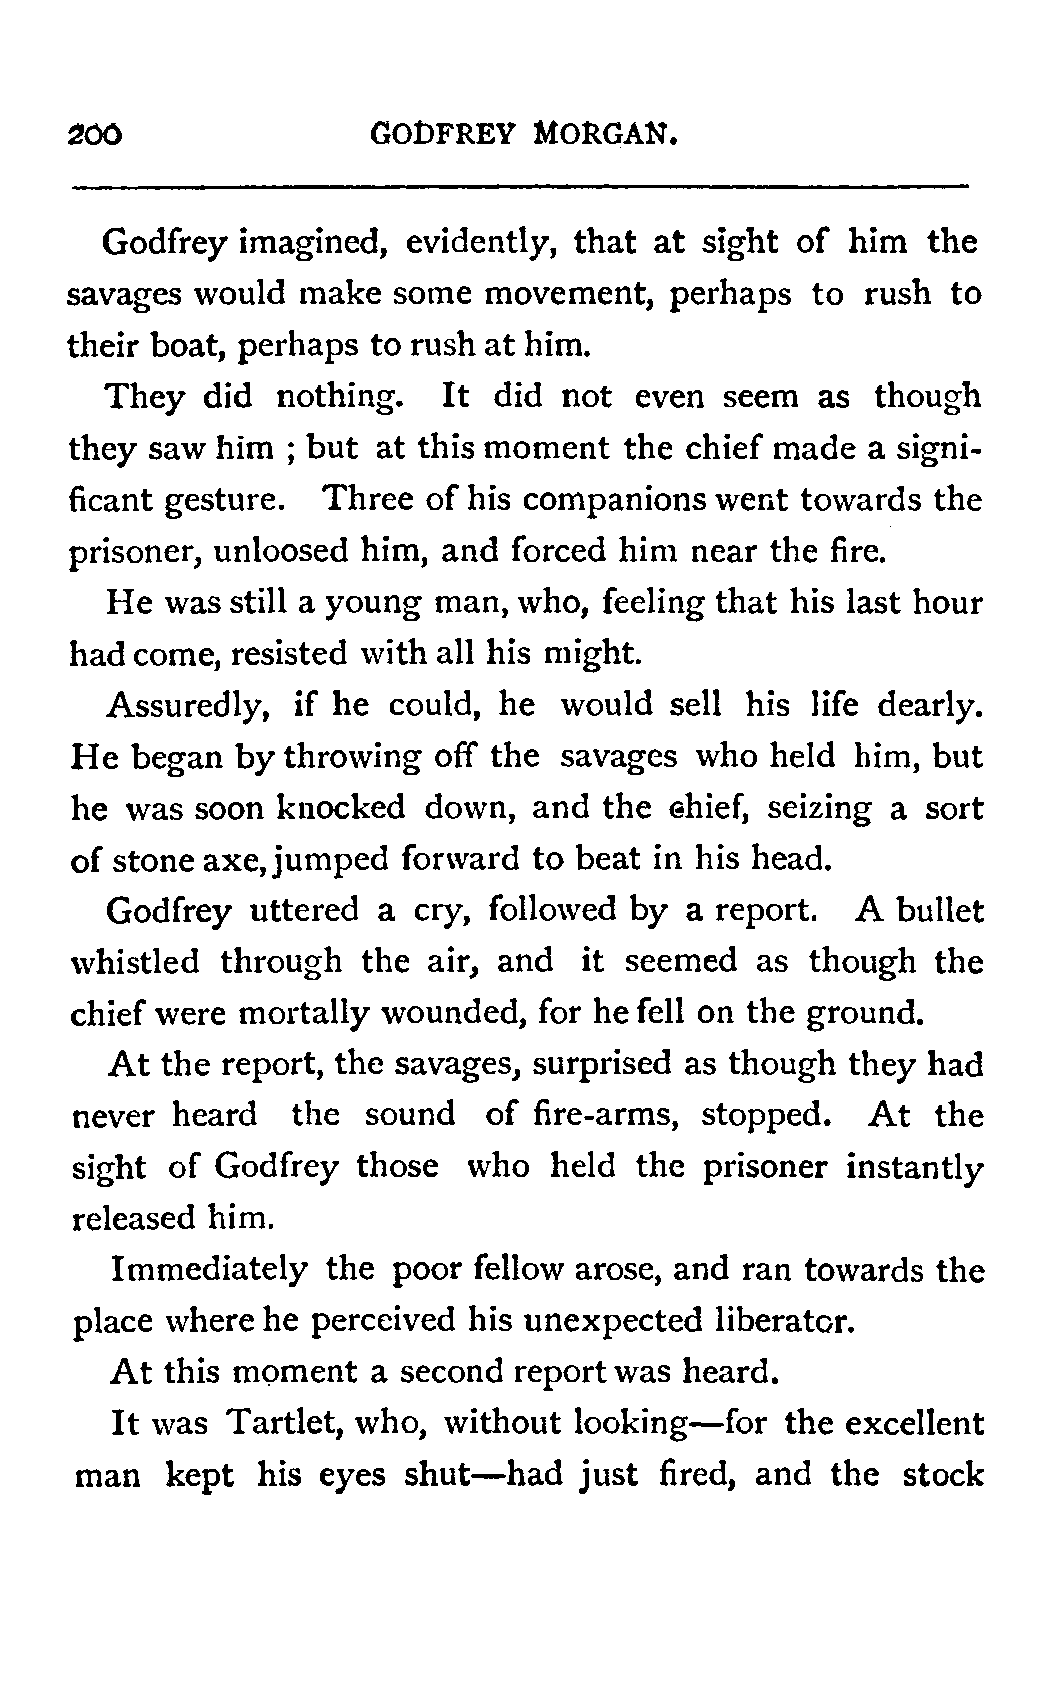 200 GODFREY MORGAN.
Godfrey imagined, evidently, that at sight of him the
savages would make some movement, perhaps to rush to
their boat, perhaps to rush at him.
They did nothing. It did not even seem as though
they saw him ; but at this moment the chief made a signi-
ficant gesture. Three of his companions went towards the
prisoner, unloosed him, and forced him near the fire.
He was still a young man, who, feeling that his last hour
had come, resisted with all his might.
Assuredly, if he could, he would sell his life dearly.
He began by throwing off the savages who held him, but
he was soon knocked down, and the chief, seizing a sort
of stone axe, jumped forward to beat in his head.
Godfrey uttered a cry, followed by a report. A bullet
whistled through the air, and it seemed as though the
chief were mortally wounded, for he fell on the ground.
At the report, the savages, surprised as though they had
never heard the sound of fire-arms, stopped. At the
sight of Godfrey those who held the prisoner instantly
released him.
Immediately the poor fellow arose, and ran towards the
place where he perceived his unexpected liberator.
At this moment a second report was heard.
It was Tartlet, who, without looking—for the excellent
man kept his eyes shut—had just fired, and the stock